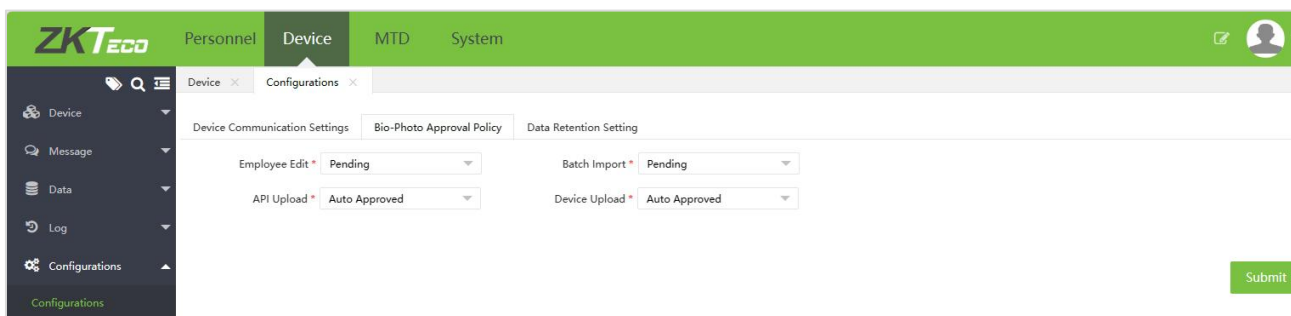 ZKTeco Personnel Device MTD System
Device Configurations
Device
Device Communication Settings Bio-Photo Approval Policy Data Retention Setting
Message
Employee Edit * Pending Batch Import * Pending
Data
API Upload * Auto Approved Device Upload * Auto Approved
Log
Configurations
Submit
Configurations